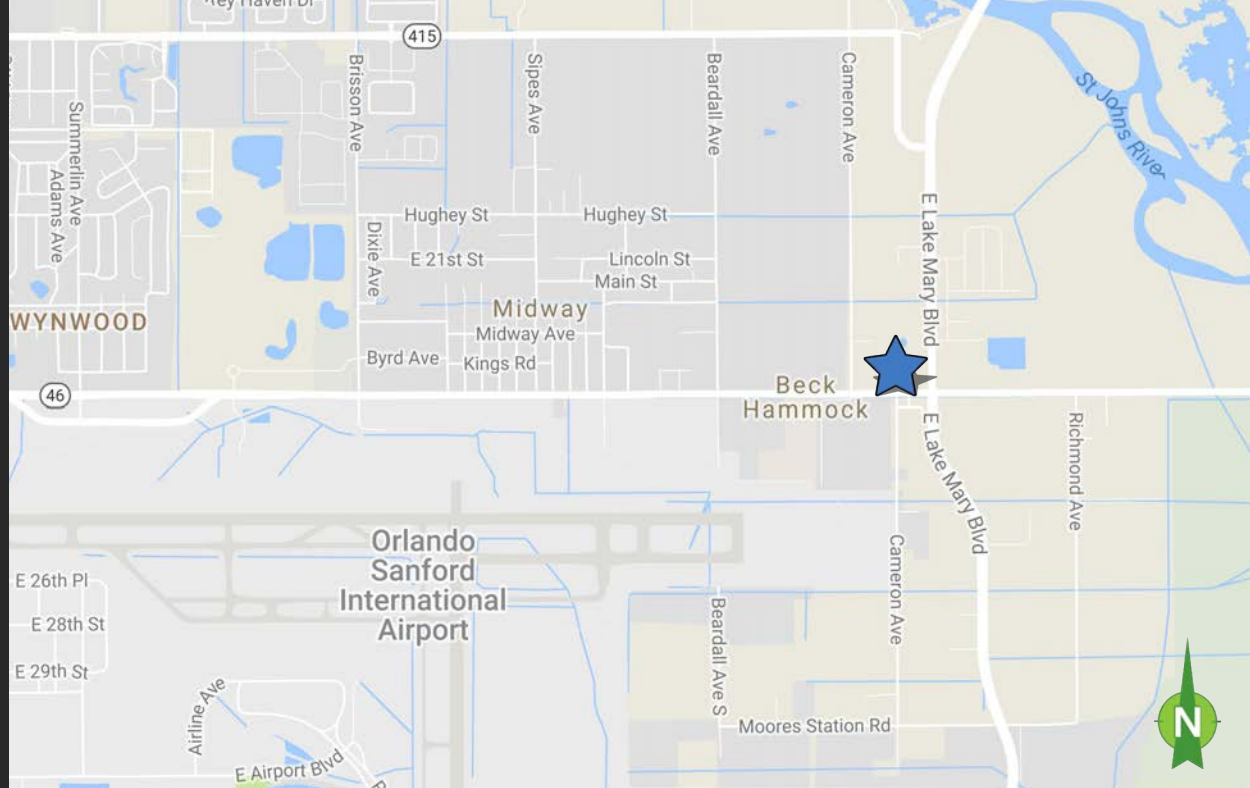 Rey Haven Dr
415
Brisson Ave
Sipes Ave
Beardall Ave
Cameron Ave
St Johns River
Summerlin Ave
Adams Ave
E Lake Mary Blvd
Hughey St
Hughey St
Dixie Ave
E 21st St
Lincoln St
Main St
Midway
WYNWOOD
Midway Ave
Byrd Ave
Kings Rd
46
Beck
Hammock
E Lake Mary Blvd
Richmond Ave
Orlando
Sanford
International
Airport
Cameron Ave
E 26th Pl
E 28th St
E 29th St
Beardall Ave S
Airline Ave
Moores Station Rd
N
E Airport Blvd